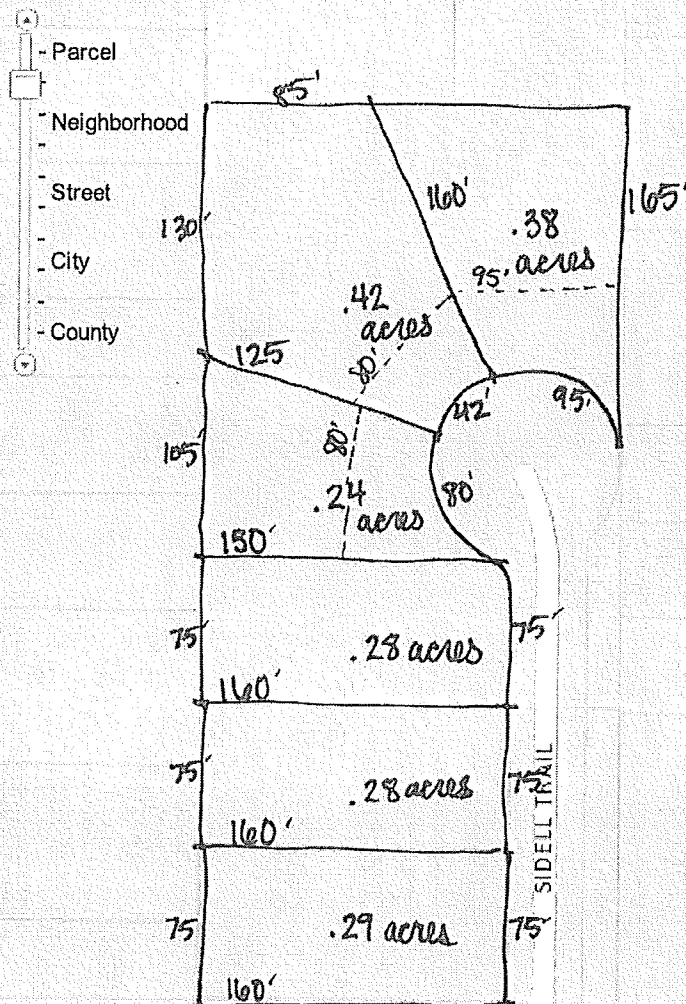 Parcel
Neighborhood
Street
City
County
85'
130'
160'
165'
.38
acres
95'
.42
acres
80'
125
42'
95'
105'
80'
80'
.24
acres
150'
75'
75'
.28 acres
160'
75'
75'
.28 acres
160'
SIDELL TRAIL
75
75'
.29 acres
160'